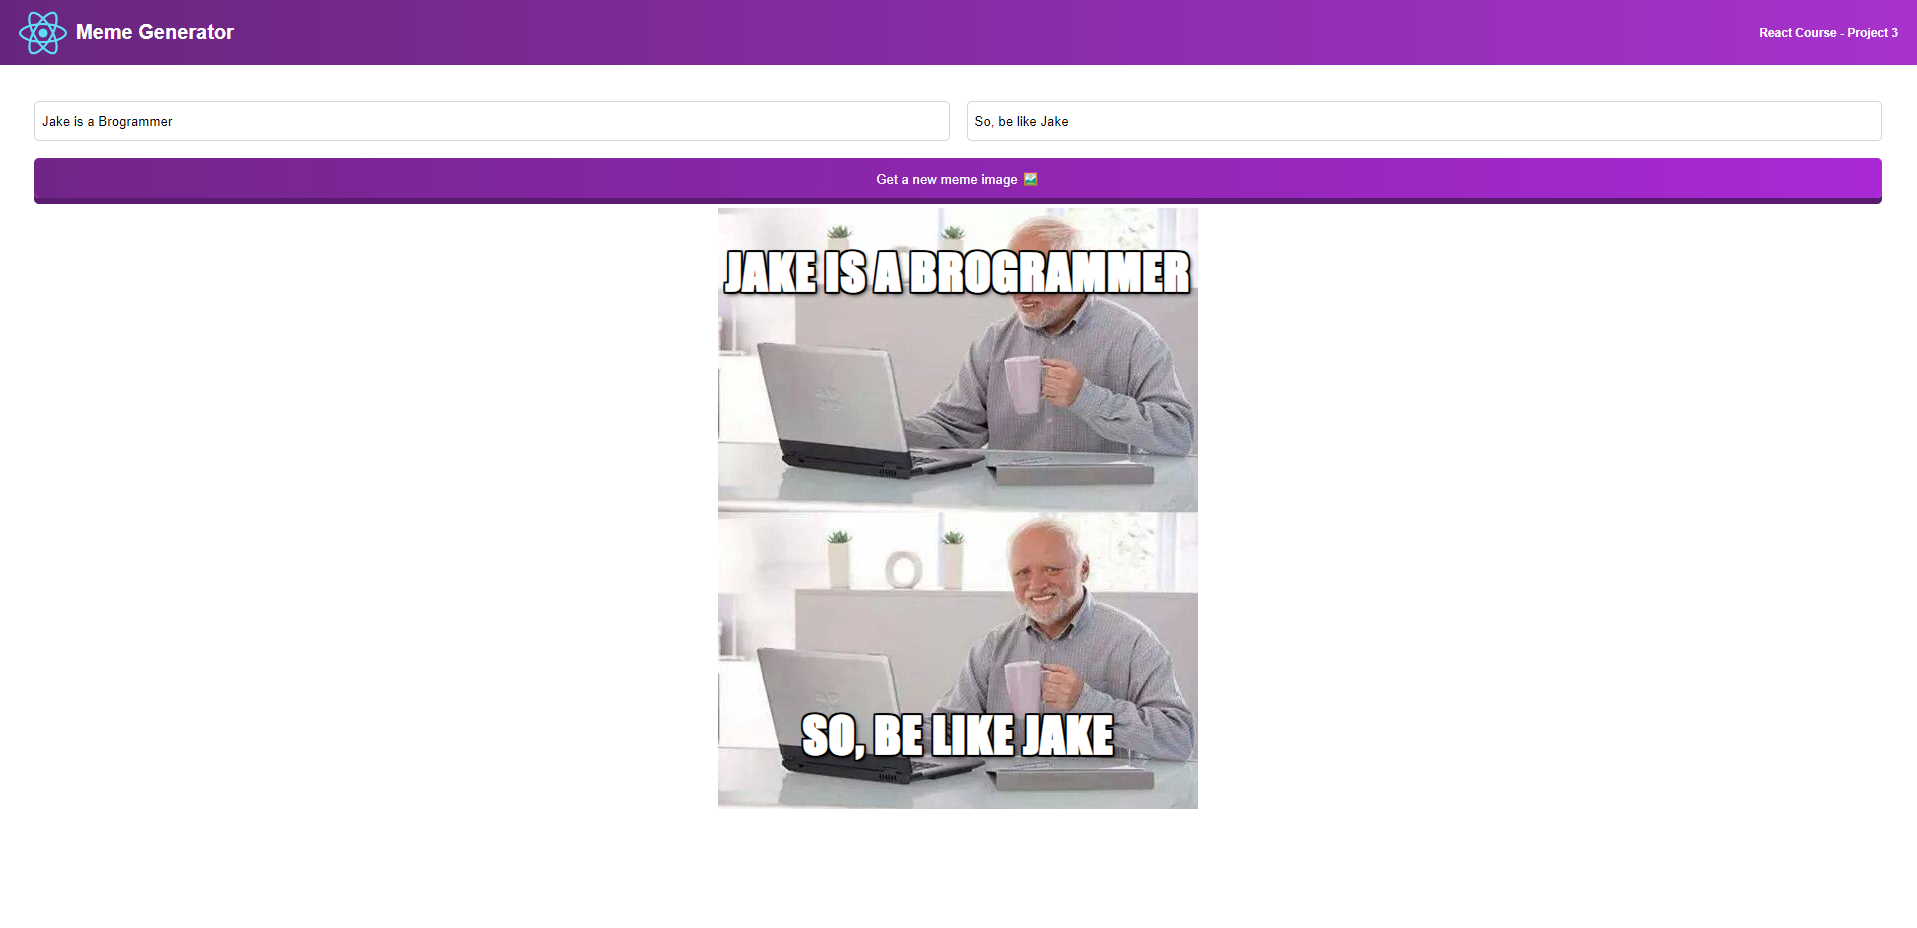 Meme Generator
React Course - Project 3
Jake is a Brogrammer
So, be like Jake
Get a new meme image
JAKE IS A BROGRAMMER
SO, BE LIKE JAKE